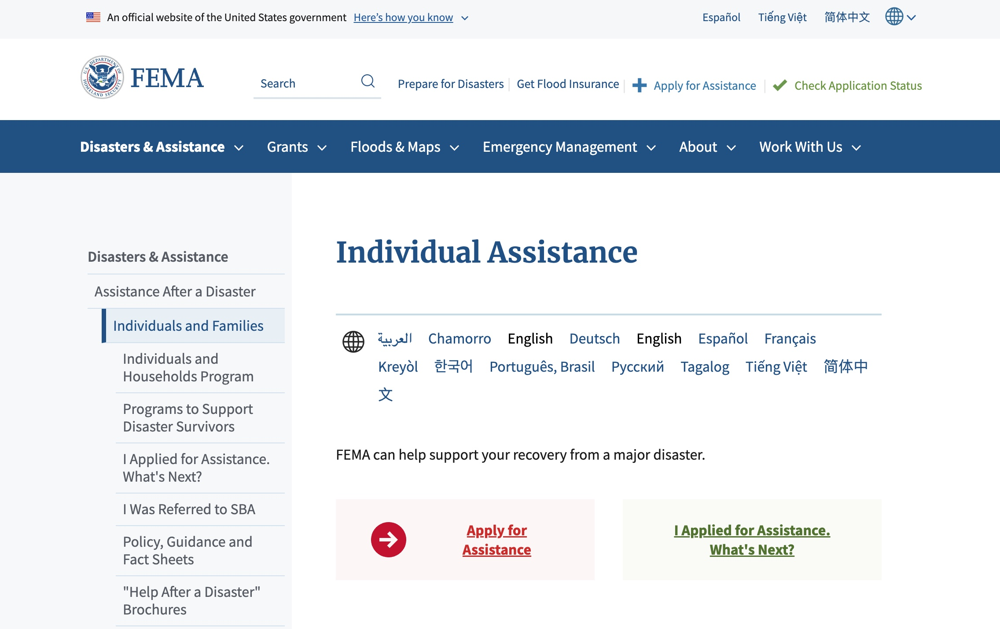 An official website of the United States government Here’s how you know
Español Tiếng Việt 简体中文
U.S. DEPARTMENT OF HOMELAND SECURITY
FEMA
Search
Prepare for Disasters Get Flood Insurance Apply for Assistance Check Application Status
Disasters & Assistance Grants Floods & Maps Emergency Management About Work With Us
Disasters & Assistance
Assistance After a Disaster
Individuals and Families
Individuals and
Households Program
Programs to Support
Disaster Survivors
I Applied for Assistance.
What's Next?
I Was Referred to SBA
Policy, Guidance and
Fact Sheets
"Help After a Disaster"
Brochures
Individual Assistance
العربية Chamorro English Deutsch English Español Français
Kreyòl 한국어 Português, Brasil Русский Tagalog Tiếng Việt 简体中
文
FEMA can help support your recovery from a major disaster.
Apply for
Assistance
I Applied for Assistance.
What's Next?